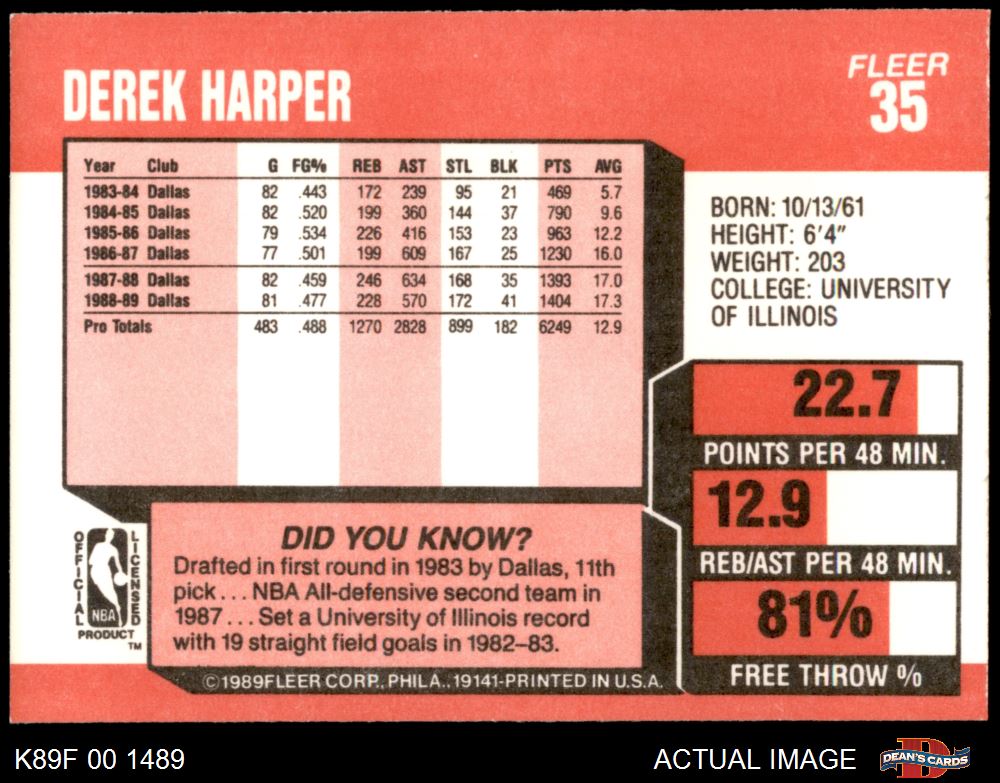 DEREK HARPER
FLEER
35
Year Club G FG% REB AST STL BLK PTS AVG
1983-84 Dallas 82 .443 172 239 95 21 469 5.7
1984-85 Dallas 82 .520 199 360 144 37 790 9.6
1985-86 Dallas 79 .534 226 416 153 23 963 12.2
1986-87 Dallas 77 .501 199 609 167 25 1230 16.0
1987-88 Dallas 82 .459 246 634 168 35 1393 17.0
1988-89 Dallas 81 .477 228 570 172 41 1404 17.3
Pro Totals 483 .488 1270 2828 899 182 6249 12.9
BORN: 10/13/61
HEIGHT: 6'4"
WEIGHT: 203
COLLEGE: UNIVERSITY
OF ILLINOIS
22.7
POINTS PER 48 MIN.
12.9
REB/AST PER 48 MIN.
81%
FREE THROW %
OFFICIAL
LICENSED
NBA
PRODUCT
TM
DID YOU KNOW?
Drafted in first round in 1983 by Dallas, 11th
pick... NBA All-defensive second team in
1987... Set a University of Illinois record
with 19 straight field goals in 1982–83.
©1989FLEER CORP., PHILA., 19141-PRINTED IN U.S.A.
K89F 00 1489
ACTUAL IMAGE
D
DEAN'S CARDS